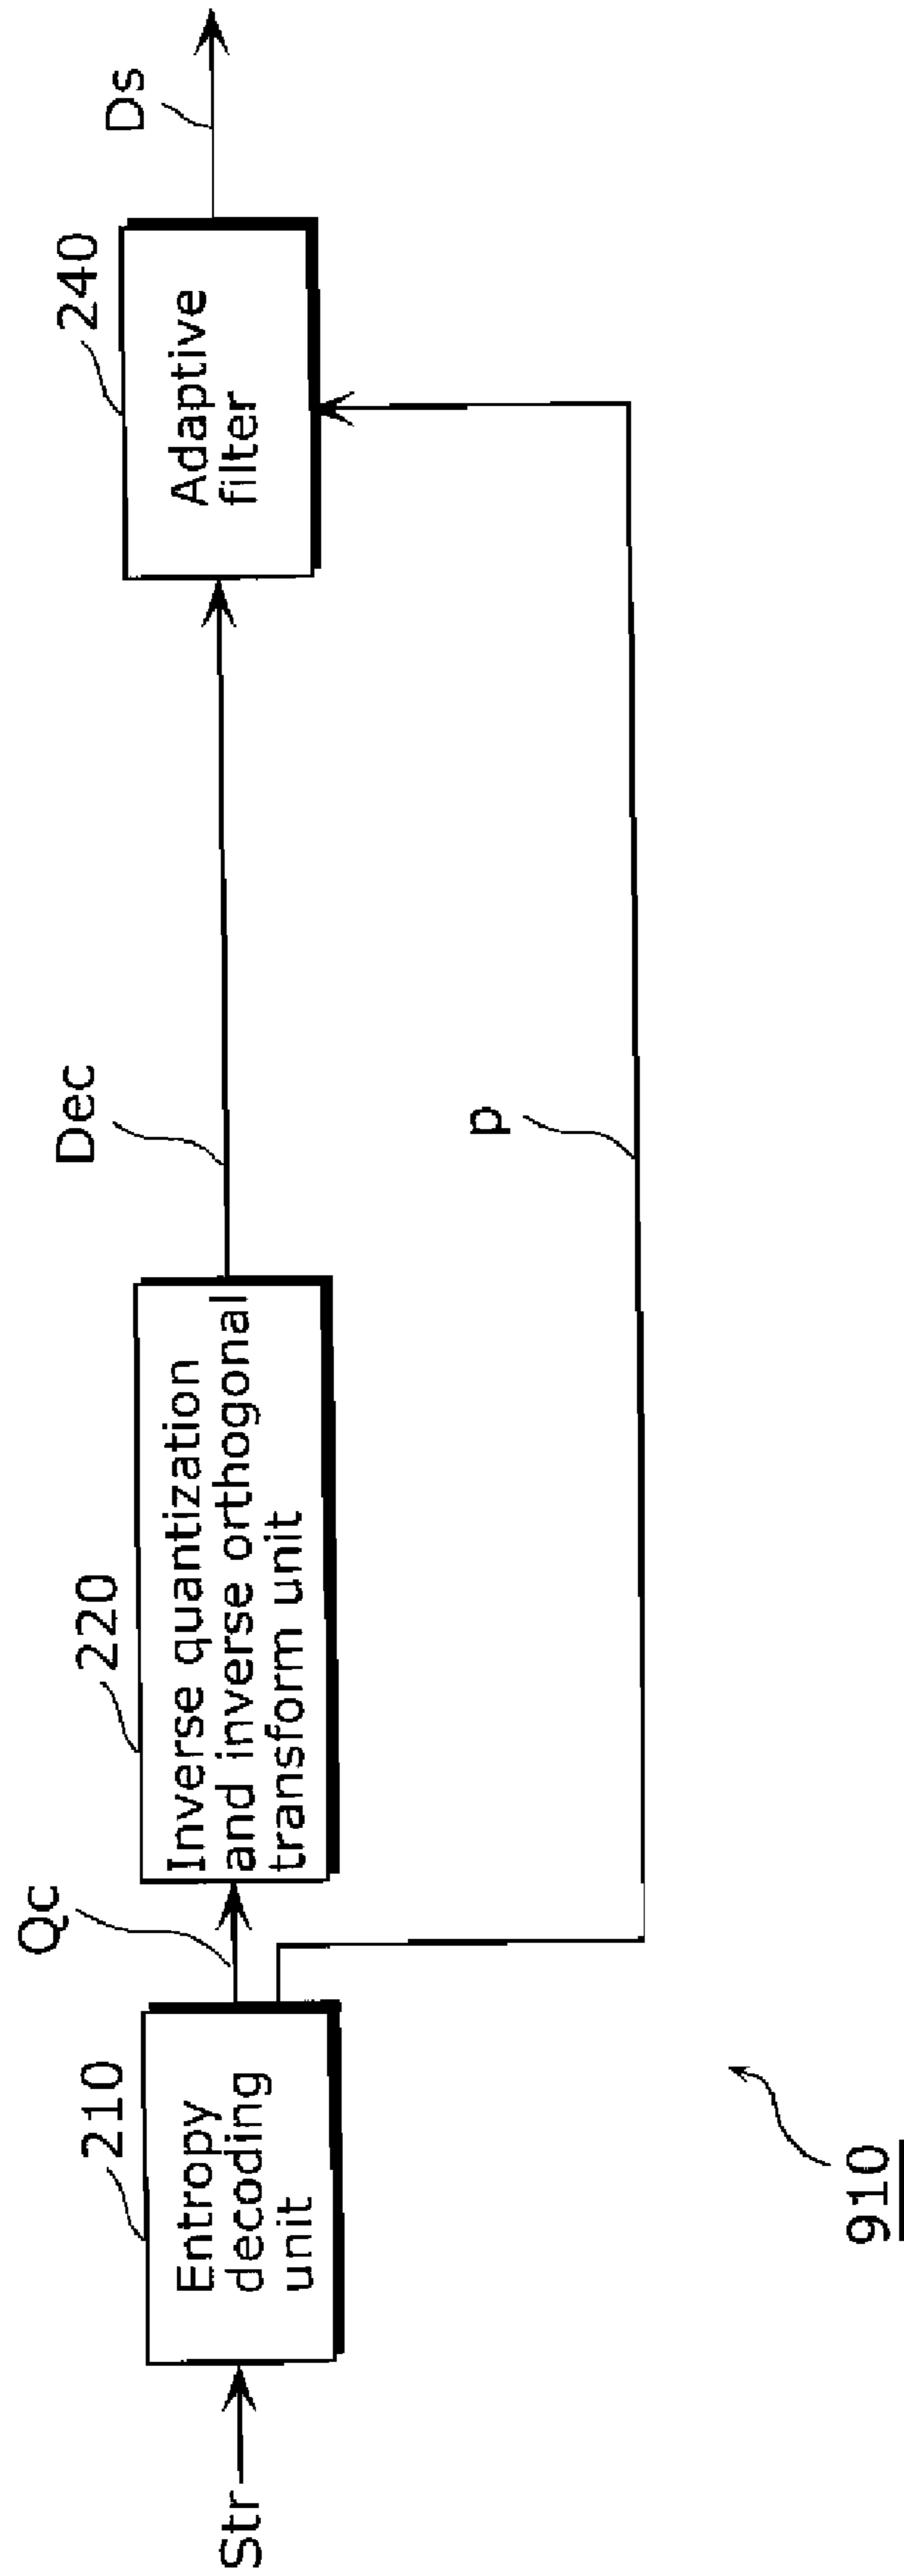 Str
210
Entropy
decoding
unit
Qc
220
Inverse quantization
and inverse orthogonal
transform unit
Dec
p
240
Adaptive
filter
Ds
910